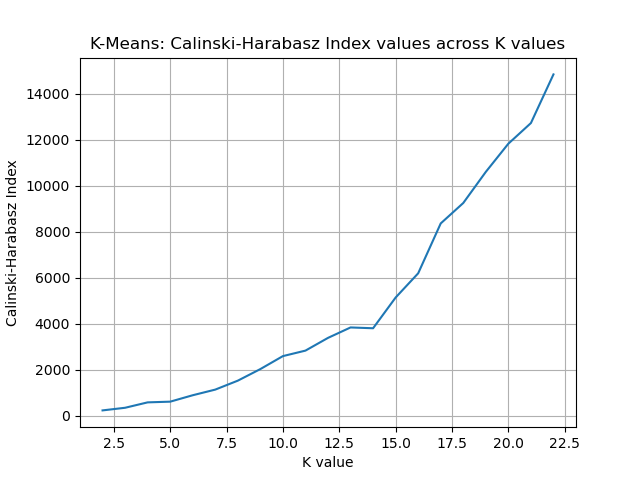 K-Means: Calinski-Harabasz Index values across K values
Calinski-Harabasz Index
14000
12000
10000
8000
6000
4000
2000
0
2.5 5.0 7.5 10.0 12.5 15.0 17.5 20.0 22.5
K value